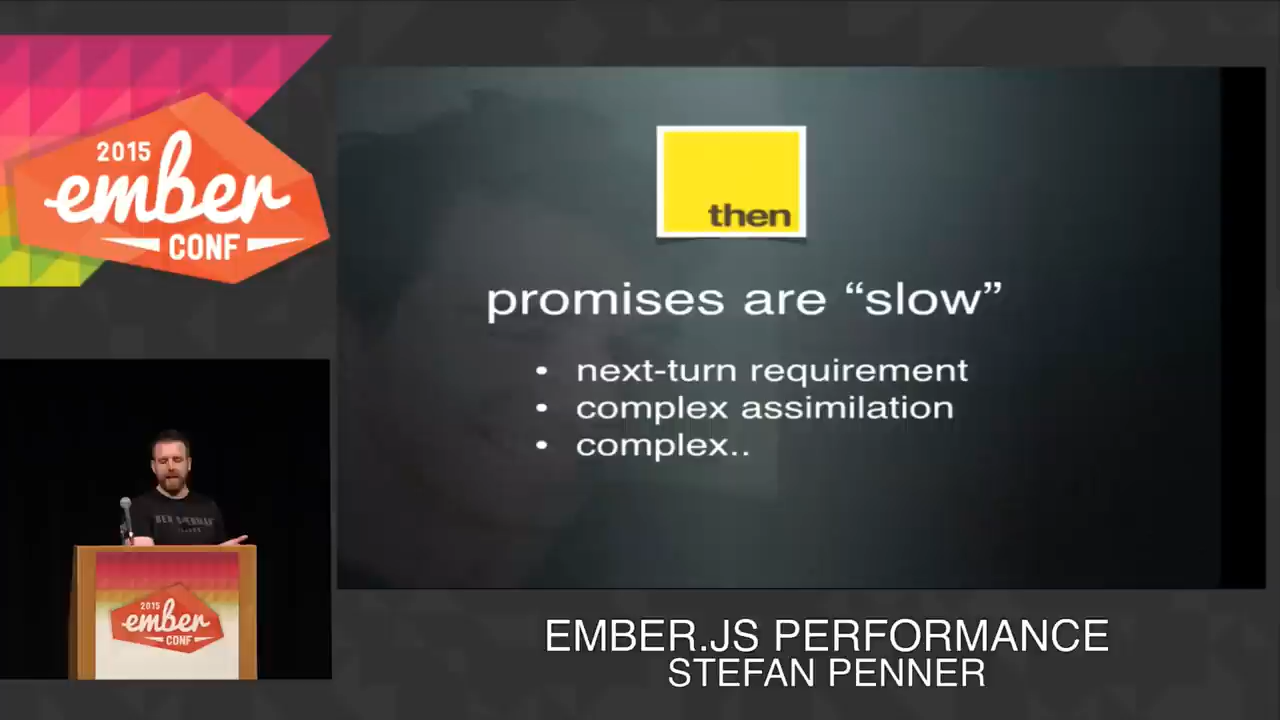 2015
ember
CONF
then
promises are “slow”
• next-turn requirement
• complex assimilation
• complex..
2015
ember
CONF
EMBER.JS PERFORMANCE
STEFAN PENNER